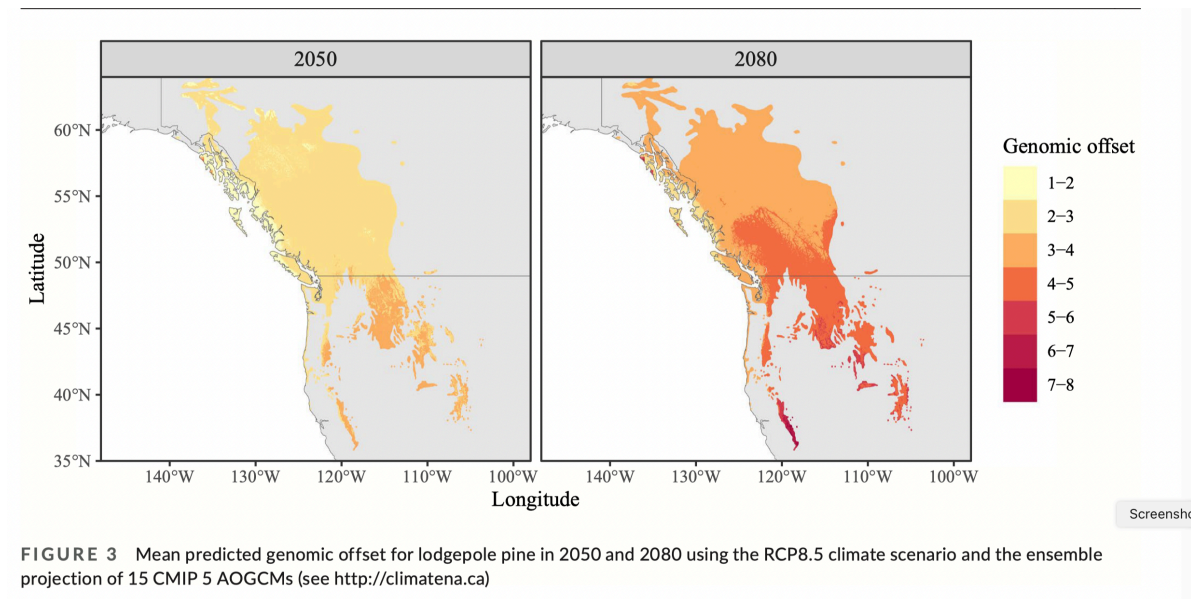 2050
2080
60°N
55°N
50°N
45°N
40°N
35°N
Latitude
140°W
130°W
120°W
110°W
100°W
140°W
130°W
120°W
110°W
100°W
Longitude
Genomic offset
1−2
2−3
3−4
4−5
5−6
6−7
7−8
FIGURE 3 Mean predicted genomic offset for lodgepole pine in 2050 and 2080 using the RCP8.5 climate scenario and the ensemble
projection of 15 CMIP 5 AOGCMs (see http://climatena.ca)